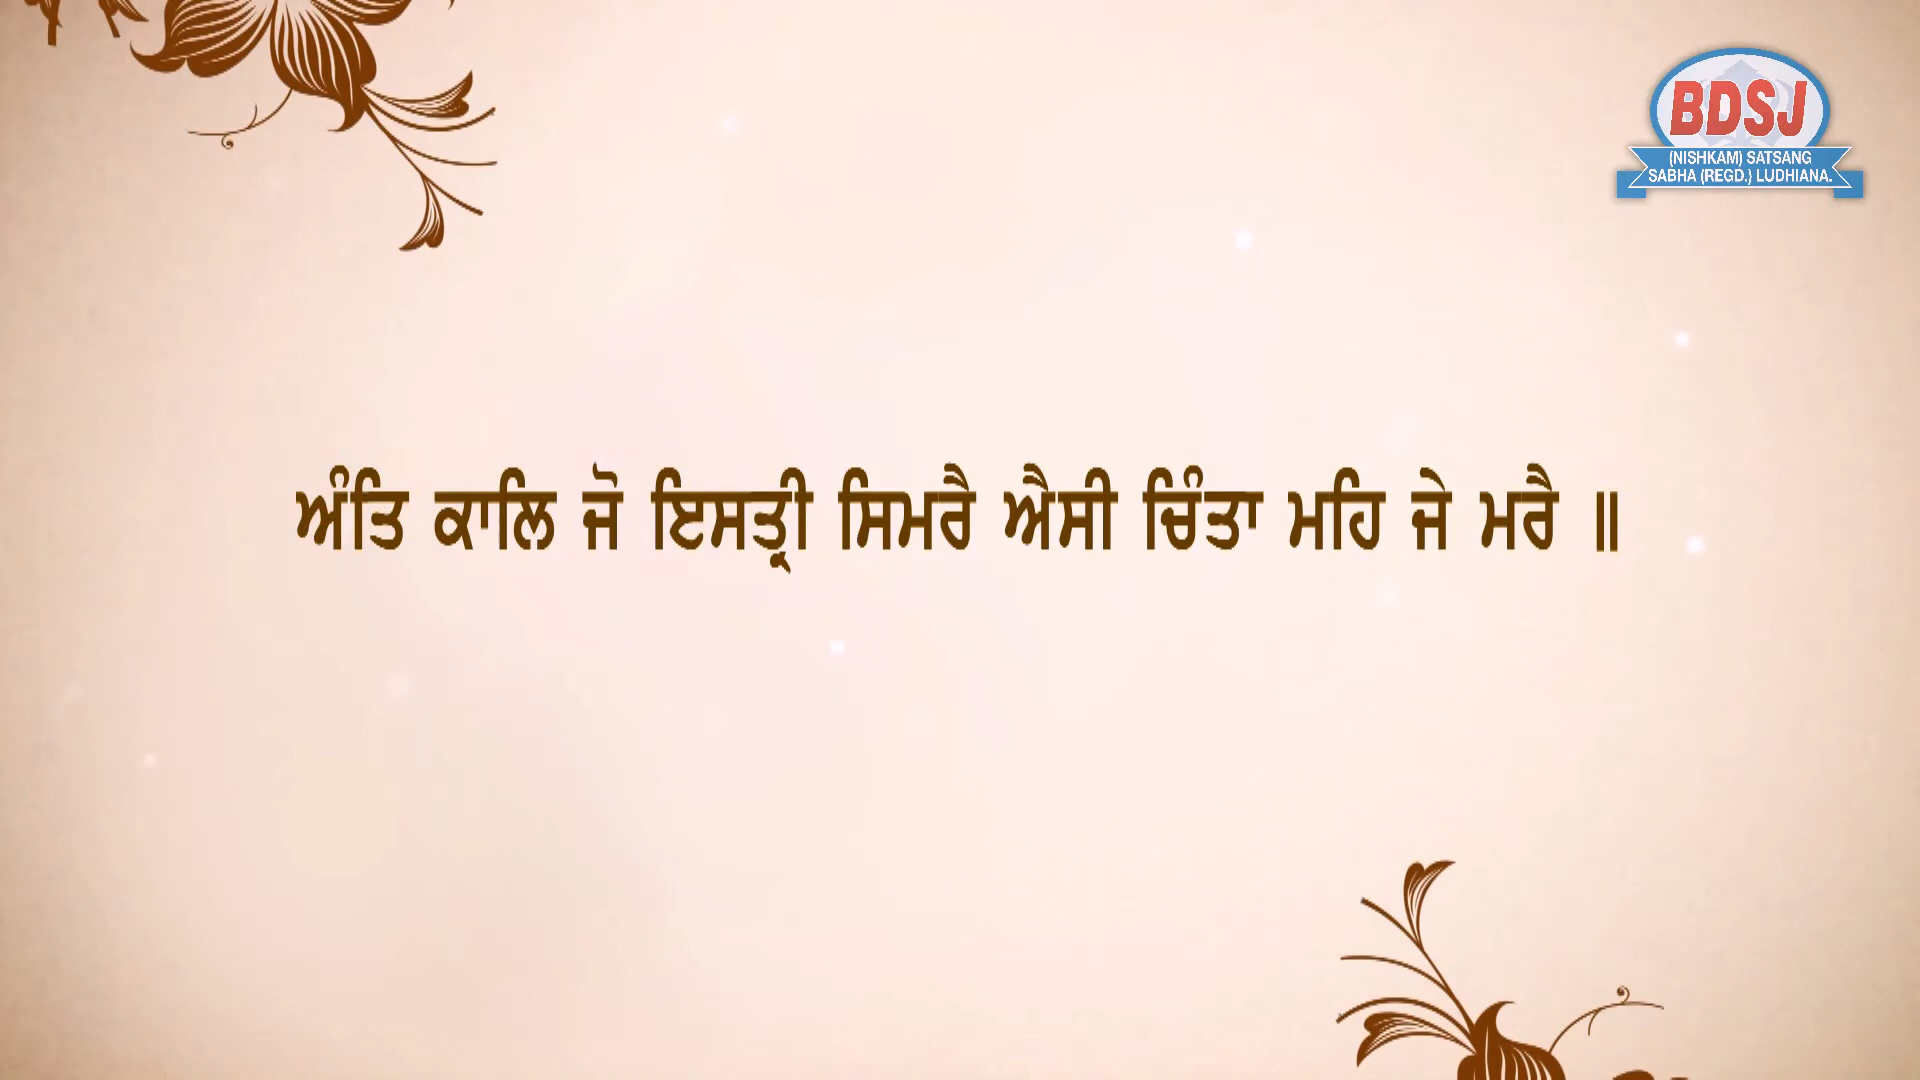 BDSJ
(NISHKAM) SATSANG
SABHA (REGD.) LUDHIANA.
ਅੰਤਿ ਕਾਲਿ ਜੋ ਇਸਤ੍ਰੀ ਸਿਮਰੈ ਐਸੀ ਚਿੰਤਾ ਮਹਿ ਜੇ ਮਰੈ ॥